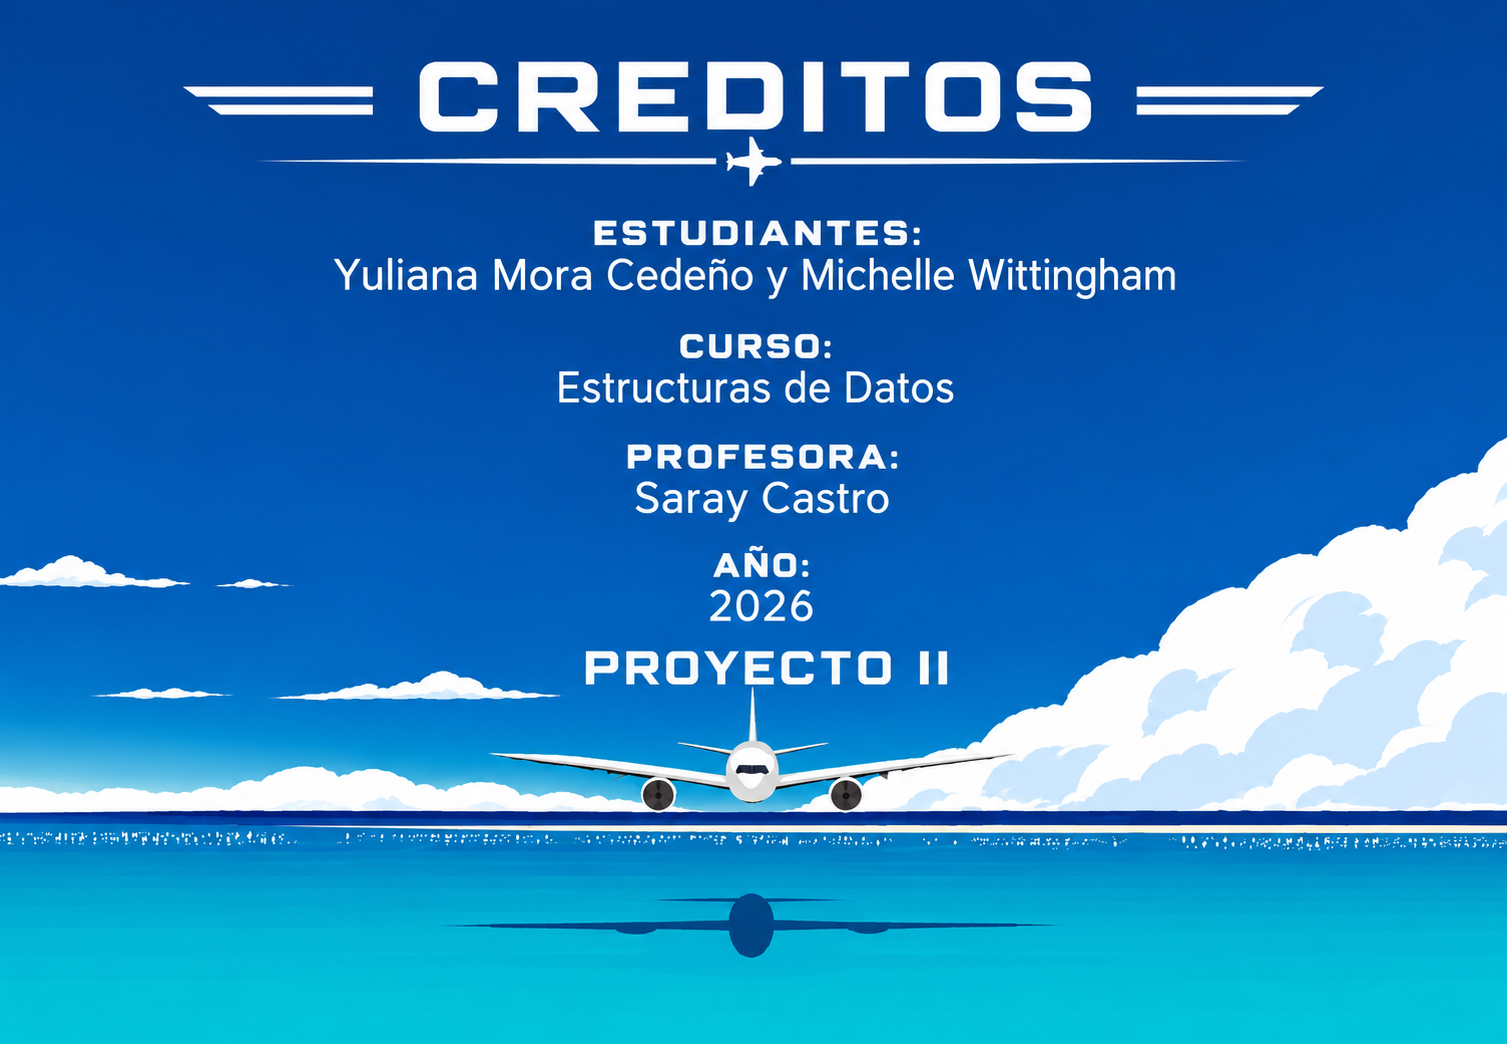 CREDITOS
ESTUDIANTES:
Yuliana Mora Cedeño y Michelle Wittingham
CURSO:
Estructuras de Datos
PROFESORA:
Saray Castro
AÑO:
2026
PROYECTO II